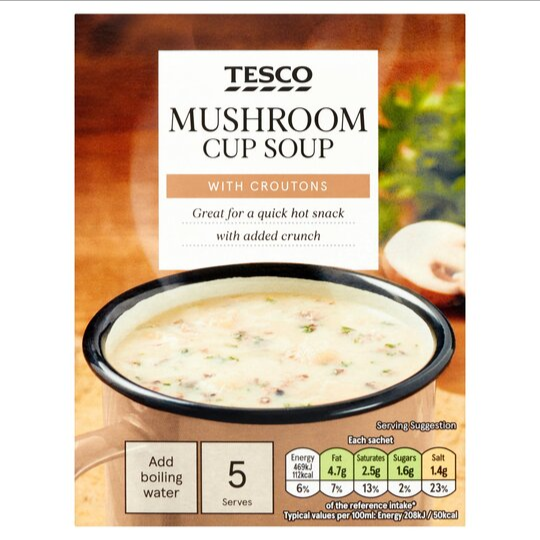 TESCO
MUSHROOM
CUP SOUP
WITH CROUTONS
Great for a quick hot snack
with added crunch
Serving Suggestion
Each sachet
Add
boiling
water
5
Serves
Energy
469kJ
112kcal
6%
Fat
4.7g
7%
Saturates
2.5g
13%
Sugars
1.6g
2%
Salt
1.4g
23%
of the reference intake*
Typical values per 100ml: Energy 208kJ / 50kcal